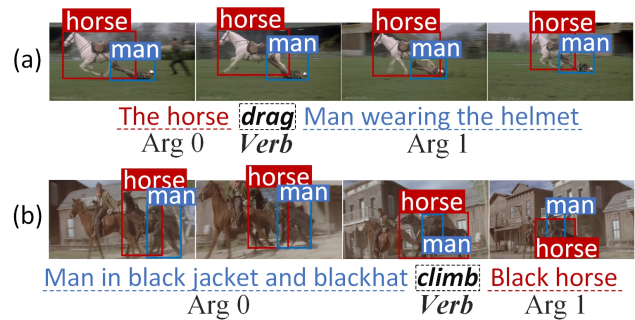 horse horse horse horse
man man man man
(a)
The horse drag Man wearing the helmet
Arg 0 Verb Arg 1
horse horse horse man
man man man horse
(b)
Man in black jacket and blackhat climb Black horse
Arg 0 Verb Arg 1